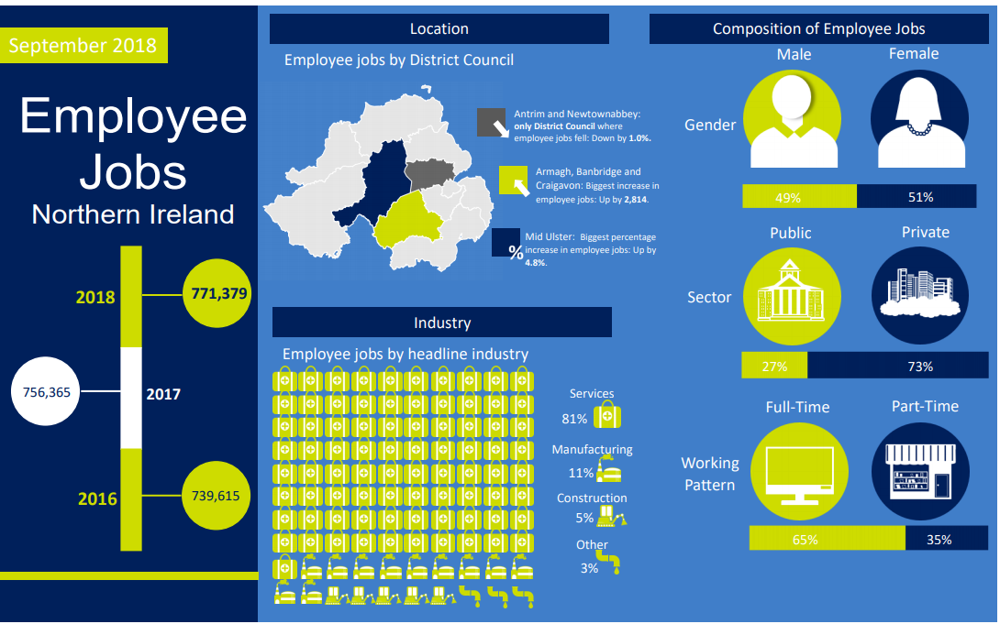 September 2018
Employee
Jobs
Northern Ireland
2018
771,379
756,365
2017
2016
739,615
Location
Employee jobs by District Council
Antrim and Newtownabbey:
only District Council where
employee jobs fell: Down by 1.0%.
Armagh, Banbridge and
Craigavon: Biggest increase in
employee jobs: Up by 2,814.
%
Mid Ulster: Biggest percentage
increase in employee jobs: Up by
4.8%.
Industry
Employee jobs by headline industry
Services
81%
Manufacturing
11%
Construction
5%
Other
3%
Composition of Employee Jobs
Male
Female
Gender
49%
51%
Public
Private
Sector
27%
73%
Full-Time
Part-Time
Working
Pattern
65%
35%